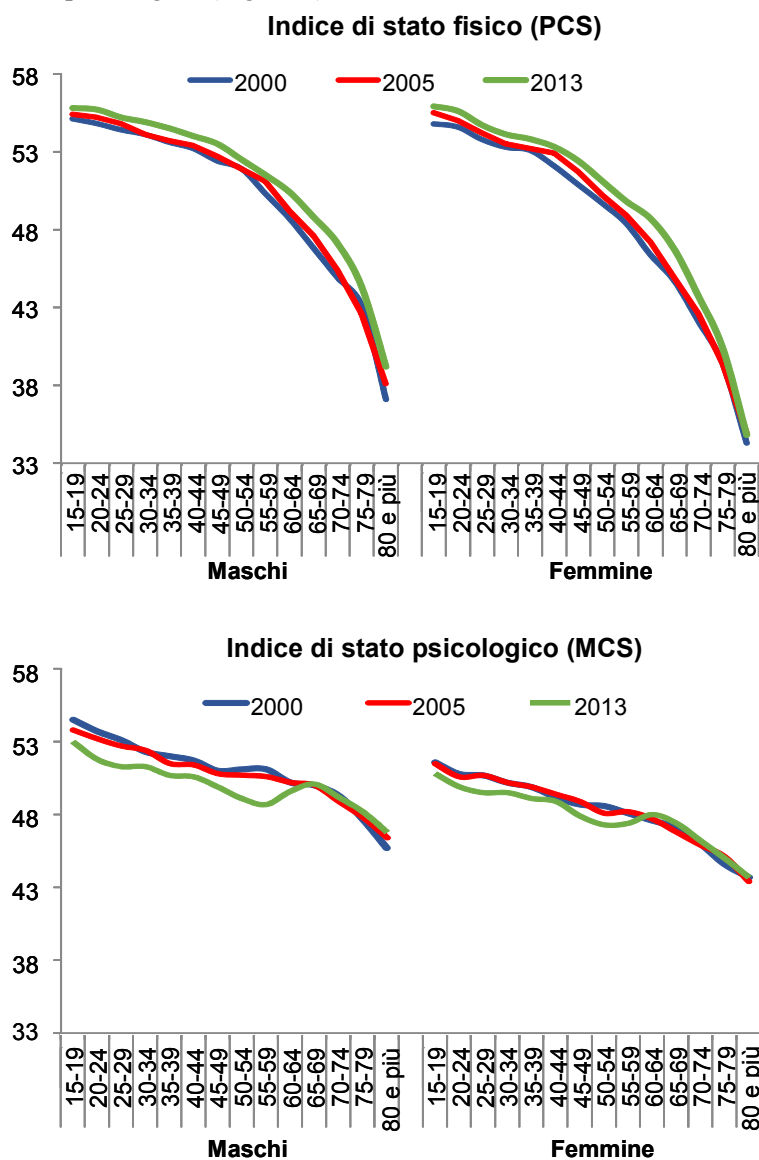 Indice di stato fisico (PCS)
2000 2005 2013
58
53
48
43
38
33
15-19 20-24 25-29 30-34 35-39 40-44 45-49 50-54 55-59 60-64 65-69 70-74 75-79 80 e più
15-19 20-24 25-29 30-34 35-39 40-44 45-49 50-54 55-59 60-64 65-69 70-74 75-79 80 e più
Maschi Femmine
Indice di stato psicologico (MCS)
2000 2005 2013
58
53
48
43
38
33
15-19 20-24 25-29 30-34 35-39 40-44 45-49 50-54 55-59 60-64 65-69 70-74 75-79 80 e più
15-19 20-24 25-29 30-34 35-39 40-44 45-49 50-54 55-59 60-64 65-69 70-74 75-79 80 e più
Maschi Femmine